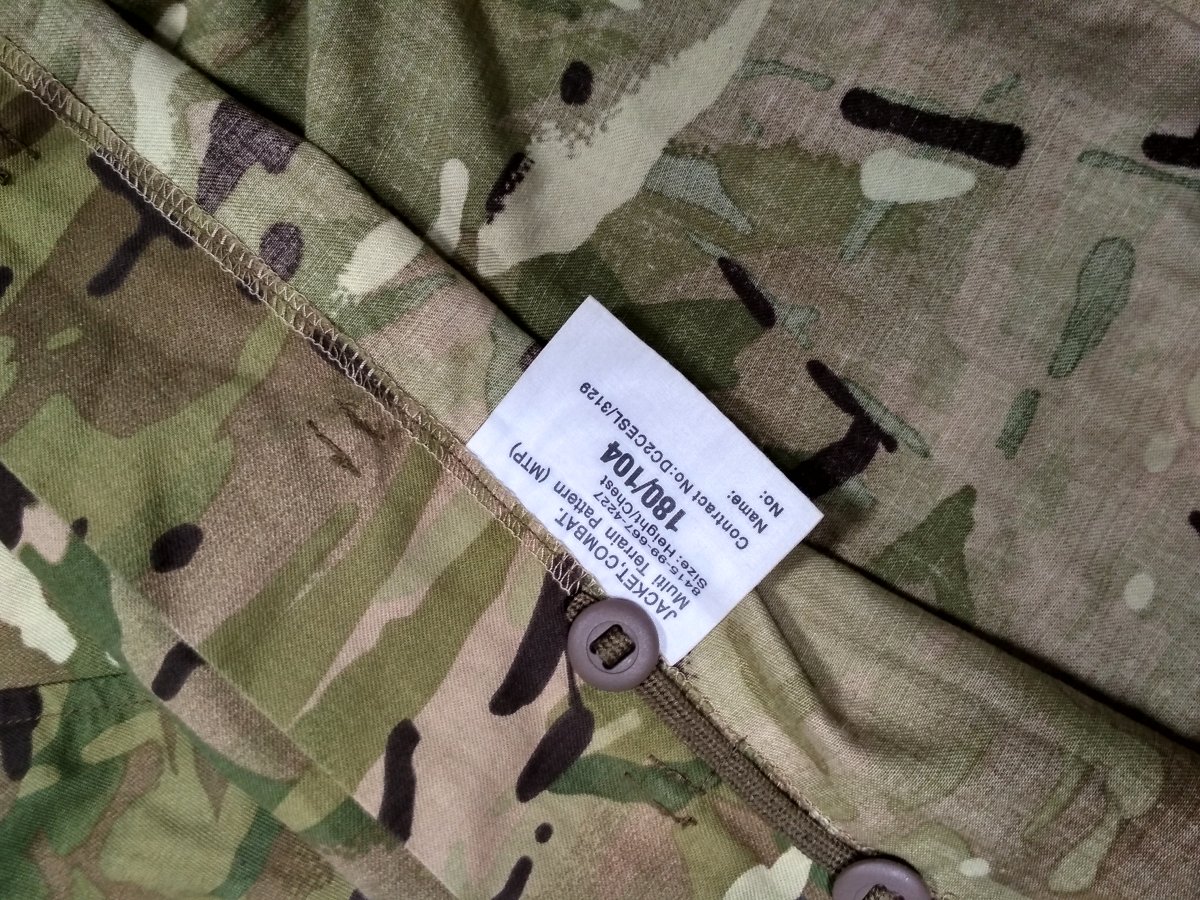 JACKET,COMBAT.
Multi Terrain Pattern (MTP)
8415-99-667-4227
Size: Height/Chest
180/104
Contract No:DC2CESL/3129
Name:
No: